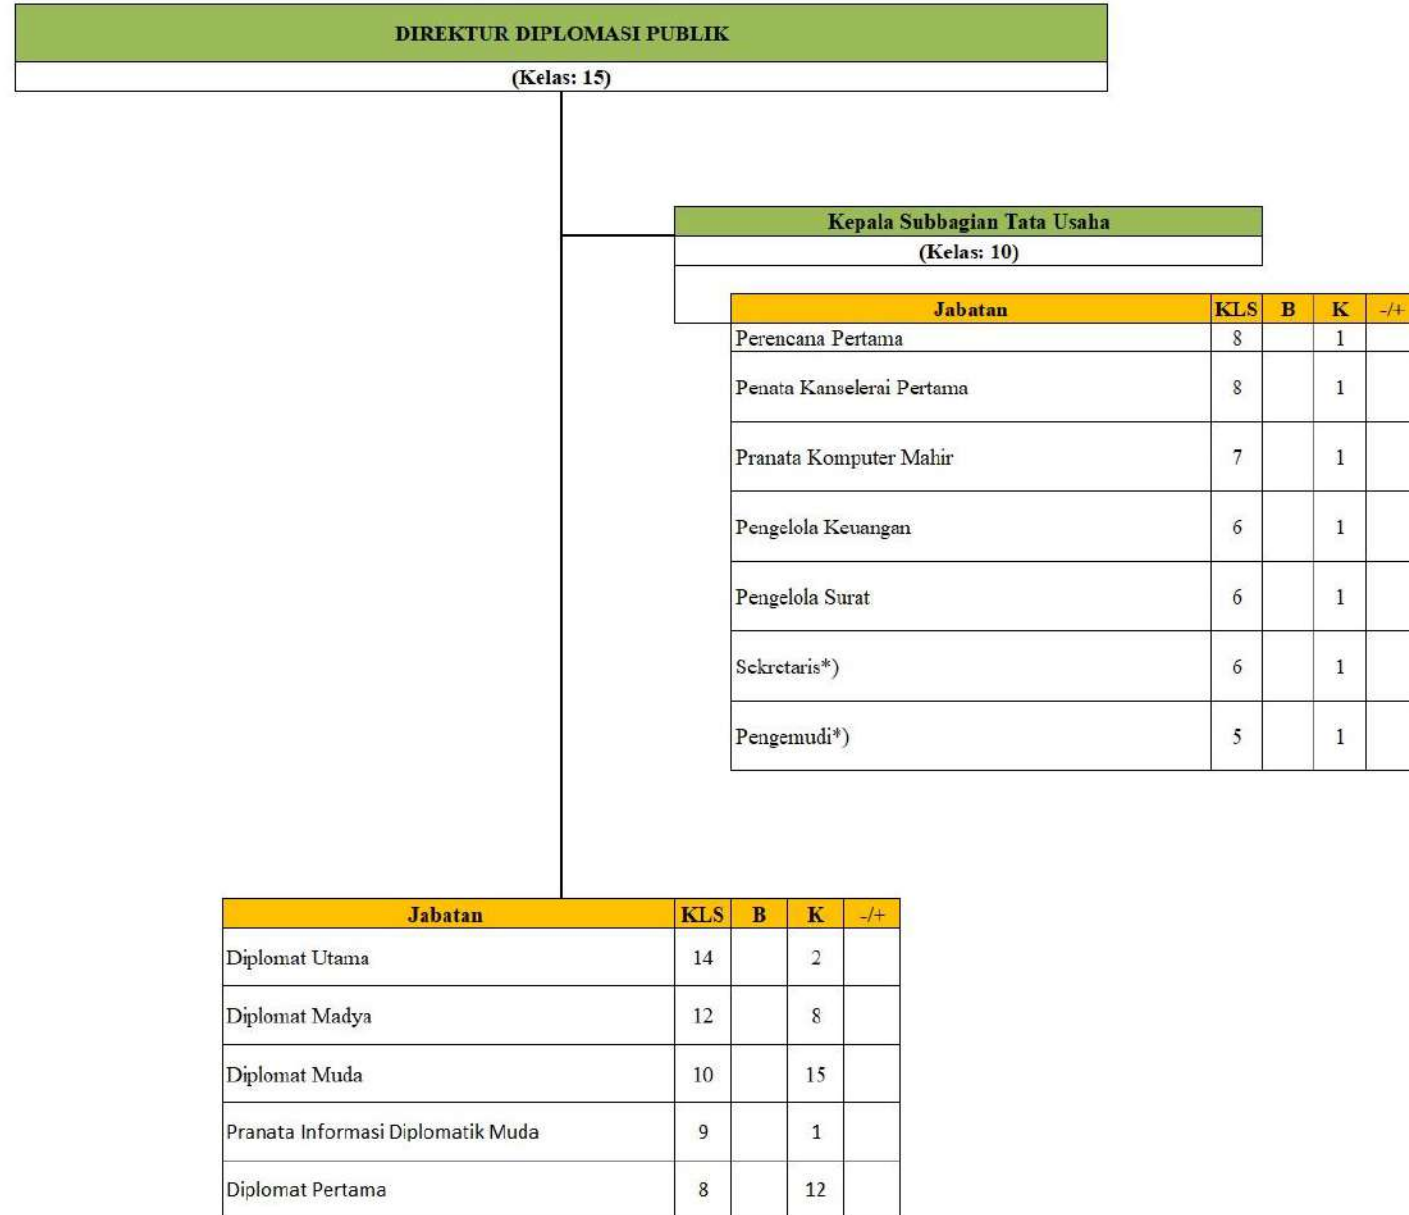 DIREKTUR DIPLOMASI PUBLIK
(Kelas: 15)
Kepala Subbagian Tata Usaha
(Kelas: 10)
Jabatan KLS B K -/+
Perencana Pertama 8 1
Penata Kanselerai Pertama 8 1
Pranata Komputer Mahir 7 1
Pengelola Keuangan 6 1
Pengelola Surat 6 1
Sekretaris*) 6 1
Pengemudi*) 5 1
Jabatan KLS B K -/+
Diplomat Utama 14 2
Diplomat Madya 12 8
Diplomat Muda 10 15
Pranata Informasi Diplomatik Muda 9 1
Diplomat Pertama 8 12